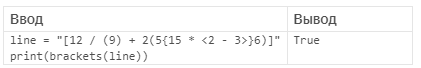 Ввод Вывод
line = "[12 / (9) + 2(5{15 * <2 - 3>}6)]" True
print(brackets(line))